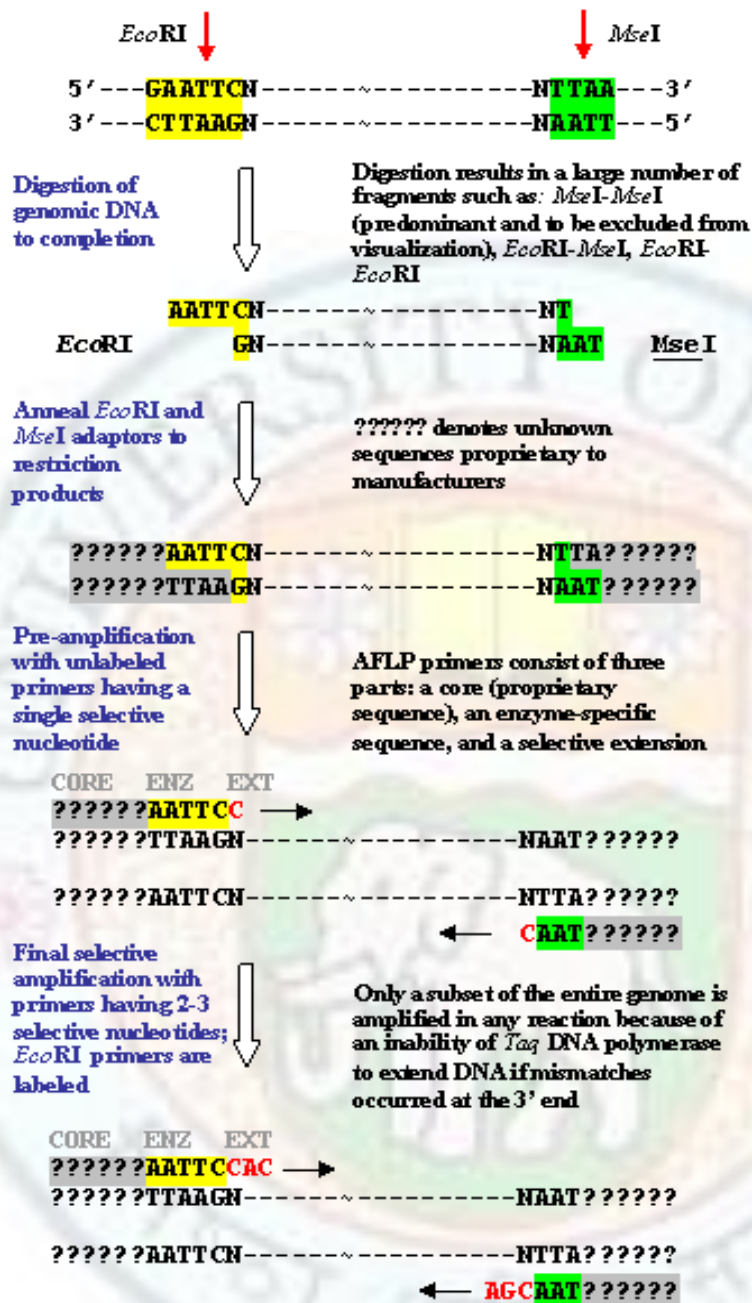 EcoRI MseI
5'---GAATTCN------------~------------NTTAA---3'
3'---CTTAAGN------------~------------NAATT---5'
Digestion of
genomic DNA
to completion
Digestion results in a large number of
fragments such as: MseI-MseI
(predominant and to be excluded from
visualization), EcoRI-MseI, EcoRI-
EcoRI
AATTCN------------~------------NT
EcoRI GN------------~------------NAAT MseI
Anneal EcoRI and
MseI adaptors to
restriction
products
?????? denotes unknown
sequences proprietary to
manufacturers
??????AATTCN------------~------------NTTA??????
??????TTAAGN------------~------------NAAT??????
Pre-amplification
with unlabeled
primers having a
single selective
nucleotide
AFLP primers consist of three
parts: a core (proprietary
sequence), an enzyme-specific
sequence, and a selective extension
CORE ENZ EXT
??????AATTCC
??????TTAAGN------------~------------NAAT??????
??????AATTCN------------~------------NTTA??????
CAAT??????
Final selective
amplification with
primers having 2-3
selective nucleotides;
EcoRI primers are
labeled
Only a subset of the entire genome is
amplified in any reaction because of
an inability of Taq DNA polymerase
to extend DNA if mismatches
occurred at the 3' end
CORE ENZ EXT
??????AATTCCAC
??????TTAAGN------------~------------NAAT??????
??????AATTCN------------~------------NTTA??????
AGCAAT??????